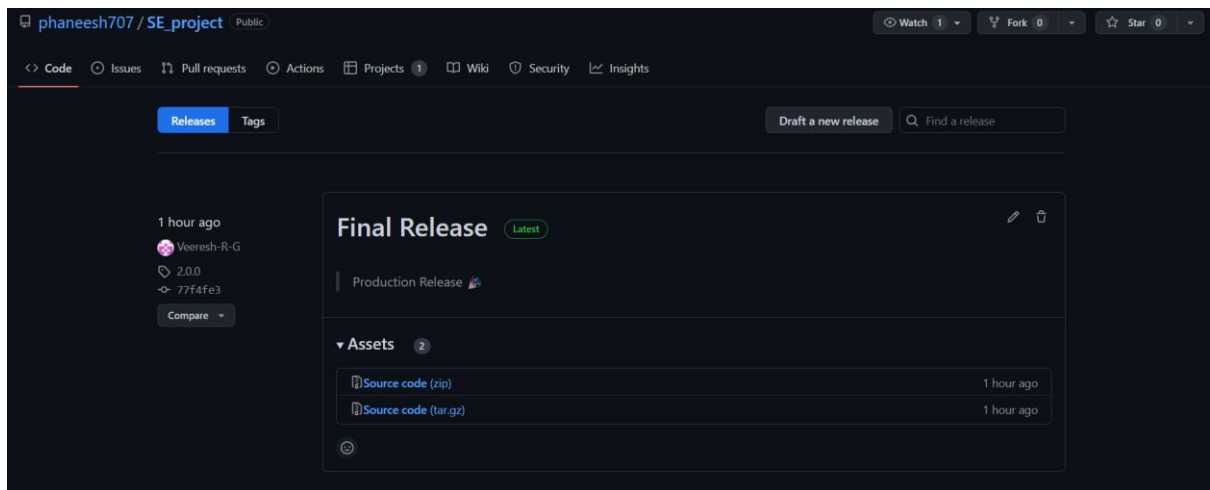 phaneesh707 / SE_project Public Watch 1 Fork 0 Star 0
Code Issues Pull requests Actions Projects 1 Wiki Security Insights
Releases Tags Draft a new release Find a release
1 hour ago
Veeresh-R-G
2.0.0
77f4fe3
Compare
Final Release Latest
Production Release 🎉
Assets 2
Source code (zip) 1 hour ago
Source code (tar.gz) 1 hour ago